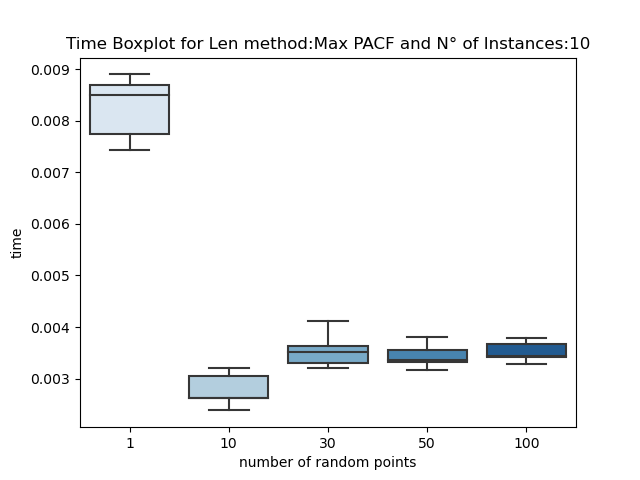 Time Boxplot for Len method:Max PACF and N° of Instances:10
0.009
0.008
0.007
0.006
0.005
0.004
0.003
time
1 10 30 50 100
number of random points